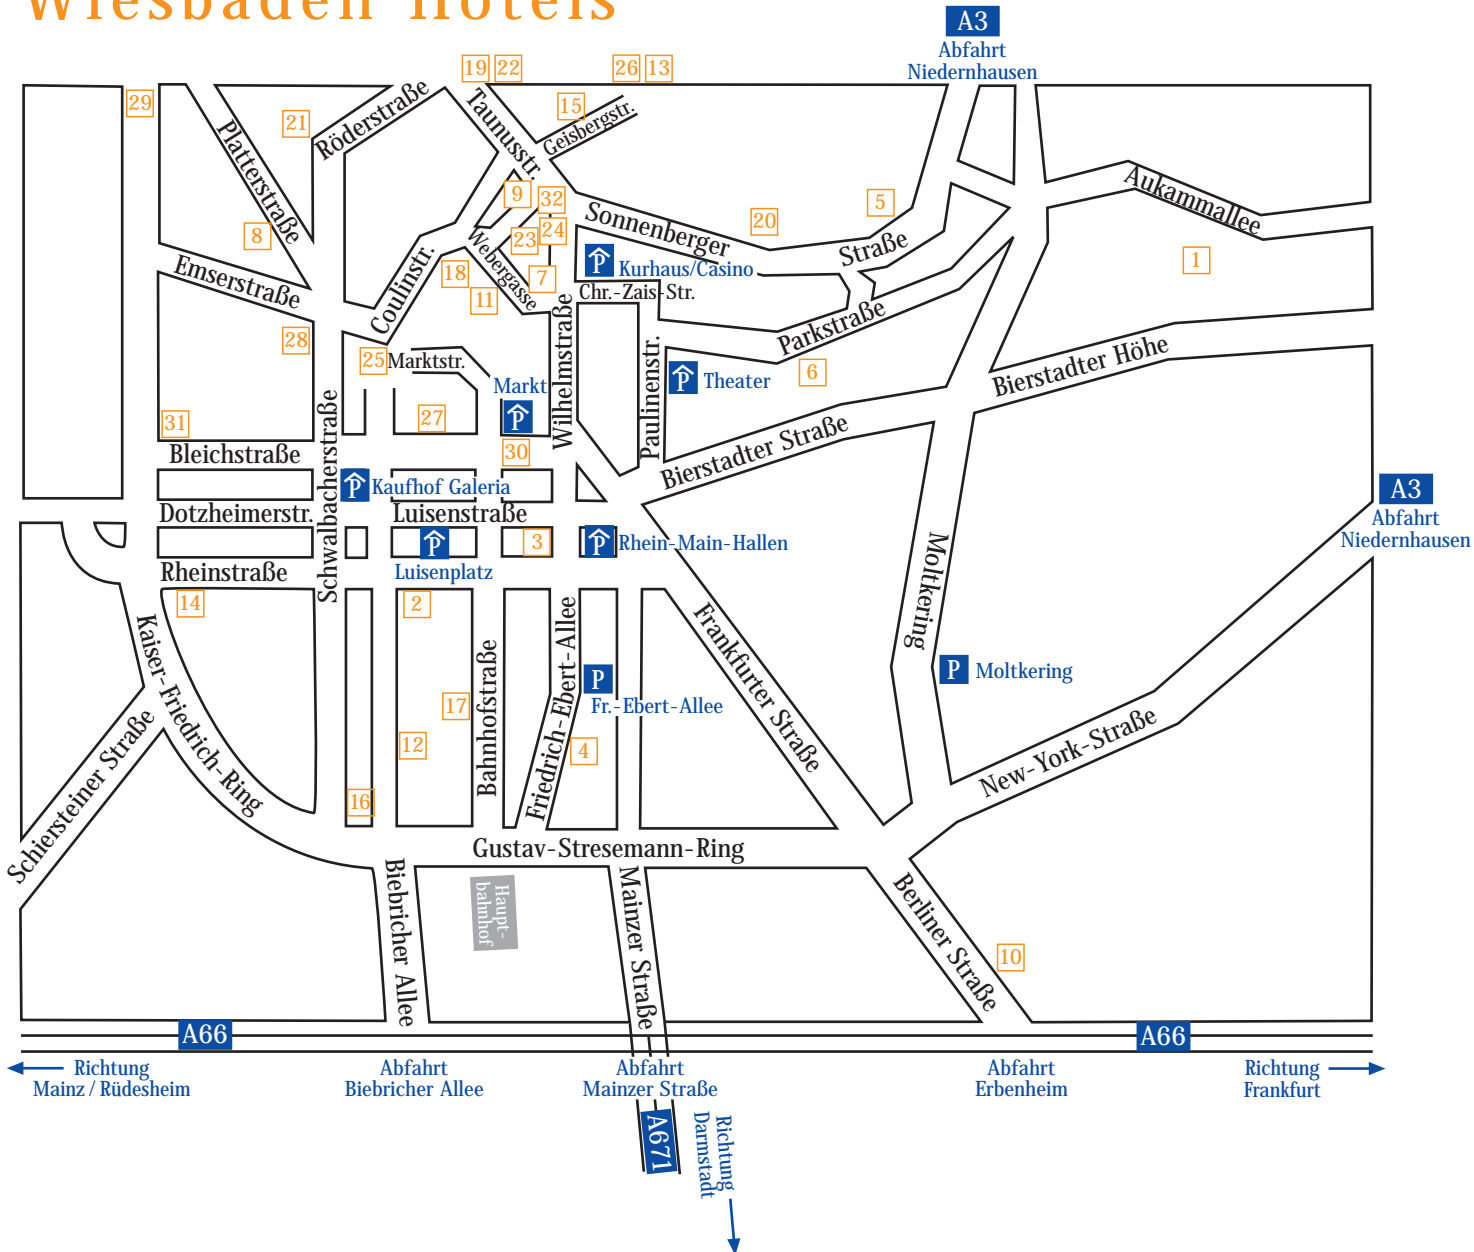 Wiesbaden Hotels
A3
Abfahrt
Niedernhausen
19
22
26
13
29
21
15
Röderstraße
Taunusstr.
Geisbergstr.
Platterstraße
8
9
32
5
20
Aukammallee
Sonnenberger
Straße
24
23
1
Emserstraße
Coulinstr.
Webergasse
18
11
7
P
Kurhaus/Casino
Chr.-Zais-Str.
28
25
Marktstr.
Parkstraße
6
Bierstadter Höhe
Markt
P
Wilhelmstraße
Paulinenstr.
P
Theater
31
27
30
Bleichstraße
Schwalbacherstraße
Bierstadter Straße
P
Kaufhof Galeria
A3
Abfahrt
Niedernhausen
Dotzheimerstr.
Luisenstraße
P
Luisenplatz
3
P
Rhein-Main-Hallen
Rheinstraße
14
2
Moltkering
Kaiser-Friedrich-Ring
Bahnhofstraße
Friedrich-Ebert-Allee
P
Fr.-Ebert-Allee
Frankfurter Straße
P
Moltkering
17
12
4
16
Schiersteiner Straße
New-York-Straße
Gustav-Stresemann-Ring
Biebricher Allee
Haupt-
bahnhof
Mainzer Straße
Berliner Straße
10
A66
A66
Richtung
Mainz / Rüdesheim
Abfahrt
Biebricher Allee
Abfahrt
Mainzer Straße
Abfahrt
Erbenheim
Richtung
Frankfurt
A671
Richtung
Darmstadt